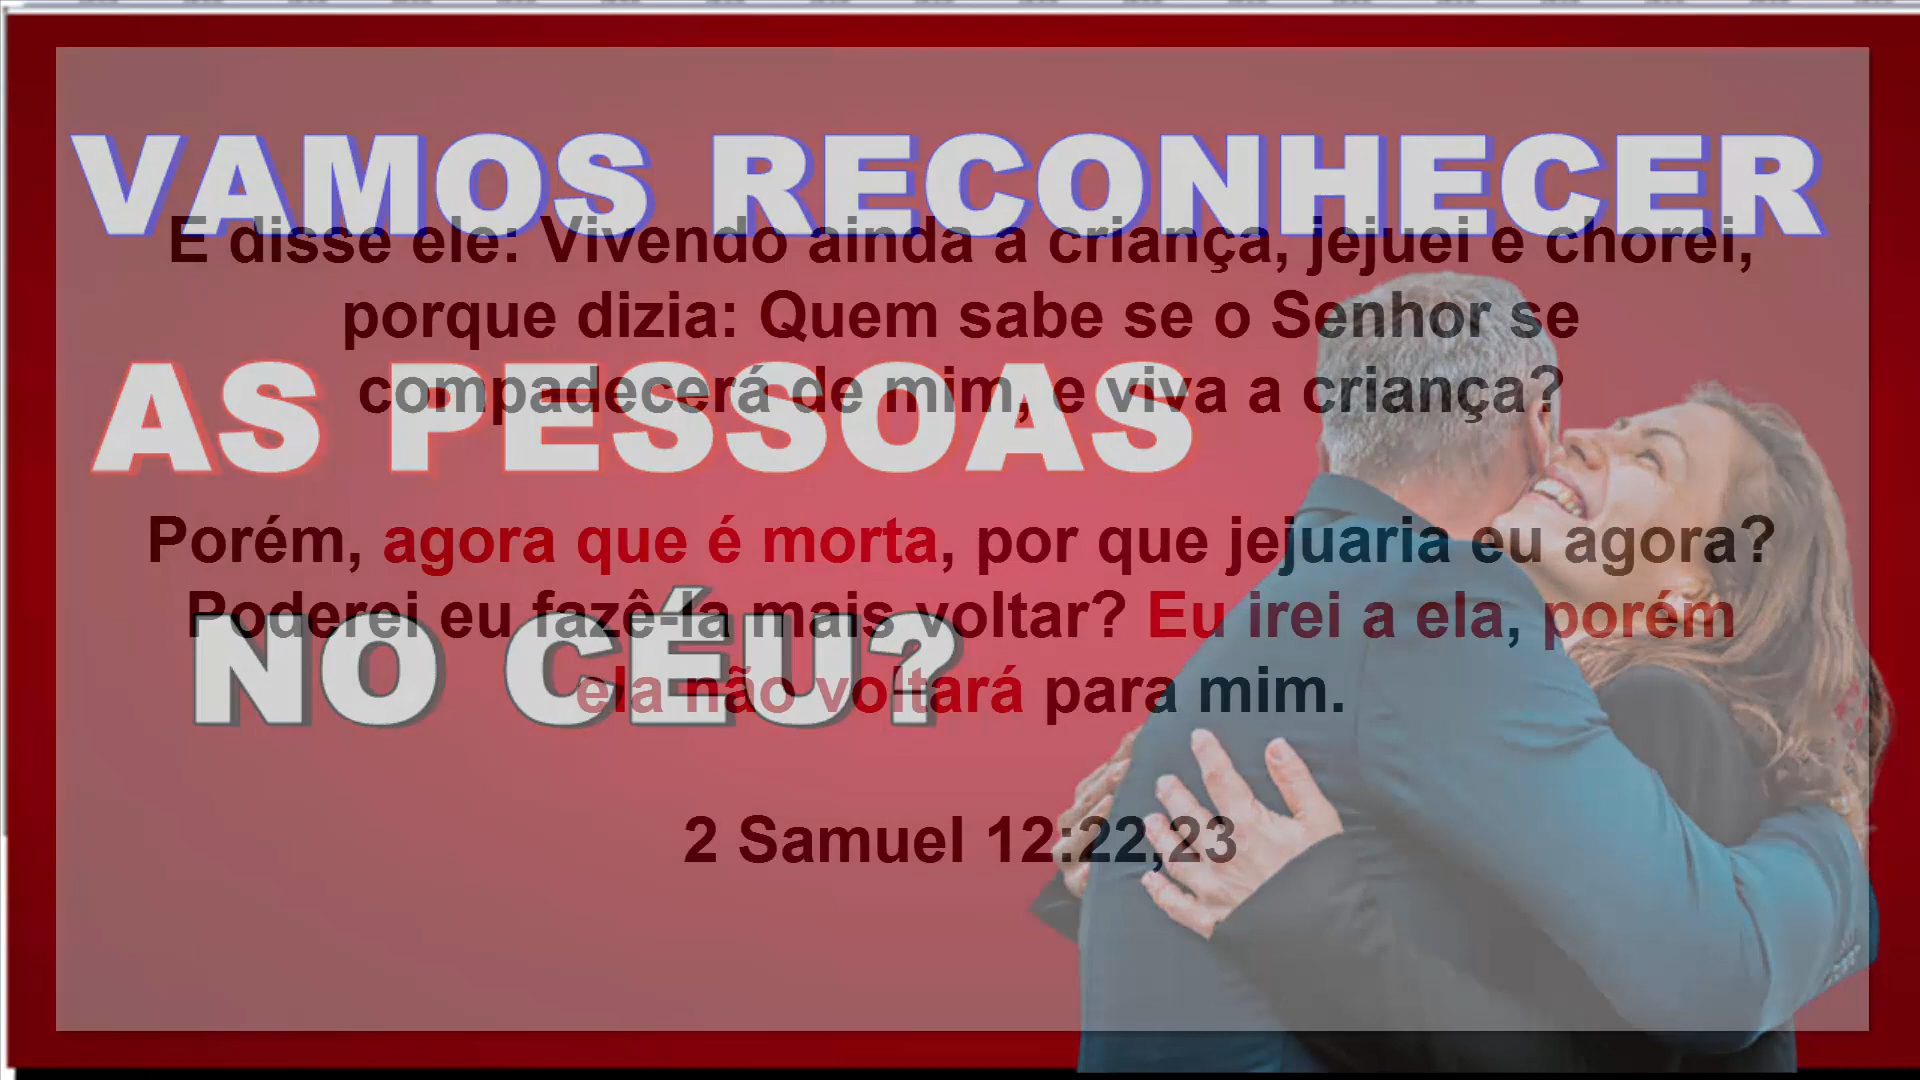 VAMOS RECONHECER
E disse ele: Vivendo ainda a criança, jejuei e chorei,
porque dizia: Quem sabe se o Senhor se
compadecerá de mim, e viva a criança?
AS PESSOAS
Porém, agora que é morta, por que jejuaria eu agora?
Poderei eu fazê-la mais voltar? Eu irei a ela, porém
ela não voltará para mim.
NO CÉU?
2 Samuel 12:22,23